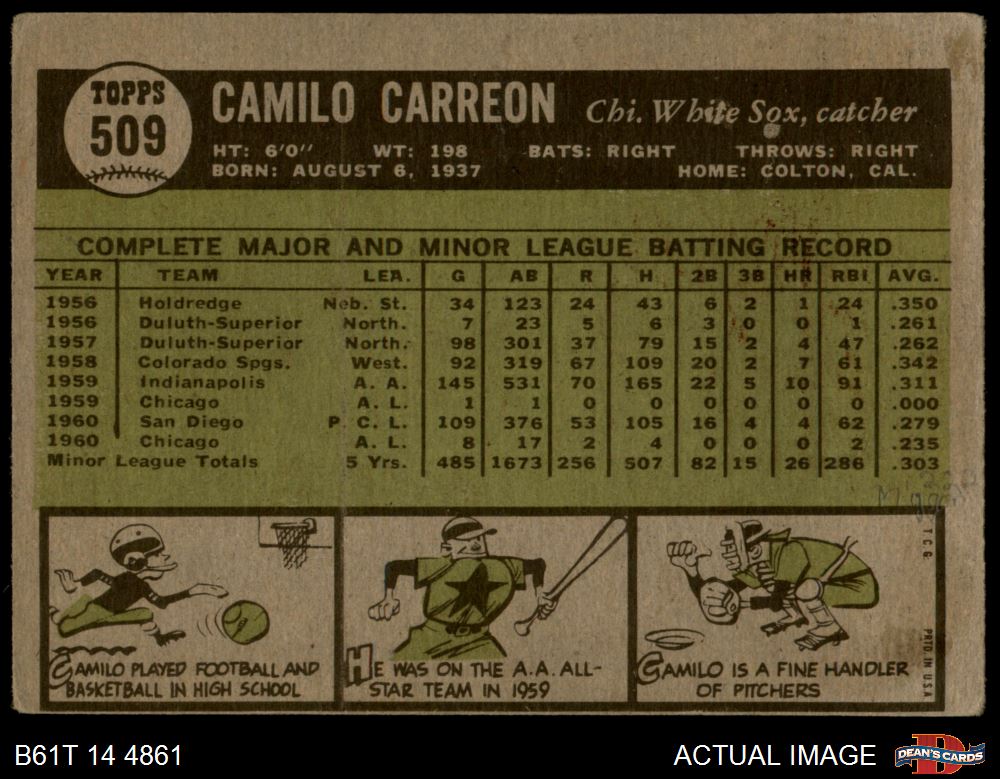 TOPPS
509
CAMILO CARREON Chi. White Sox, catcher
HT: 6'0" WT: 198 BATS: RIGHT THROWS: RIGHT
BORN: AUGUST 6, 1937 HOME: COLTON, CAL.
COMPLETE MAJOR AND MINOR LEAGUE BATTING RECORD
YEAR TEAM LEA. G AB R H 2B 3B HR RBI AVG.
1956 Holdredge Neb. St. 34 123 24 43 6 2 1 24 .350
1956 Duluth-Superior North. 7 23 5 6 3 0 0 1 .261
1957 Duluth-Superior North. 98 301 37 79 15 2 4 47 .262
1958 Colorado Spgs. West. 92 319 67 109 20 2 7 61 .342
1959 Indianapolis A. A. 145 531 70 165 22 5 10 91 .311
1959 Chicago A. L. 1 1 0 0 0 0 0 0 .000
1960 San Diego P. C. L. 109 376 53 105 16 4 4 62 .279
1960 Chicago A. L. 8 17 2 4 0 0 0 2 .235
Minor League Totals 5 Yrs. 485 1673 256 507 82 15 26 286 .303
CAMILO PLAYED FOOTBALL AND
BASKETBALL IN HIGH SCHOOL
HE WAS ON THE A.A. ALL-
STAR TEAM IN 1959
CAMILO IS A FINE HANDLER
OF PITCHERS
T.C.G.
PRTD. IN U.S.A.
B61T 14 4861
ACTUAL IMAGE
DEAN'S CARDS